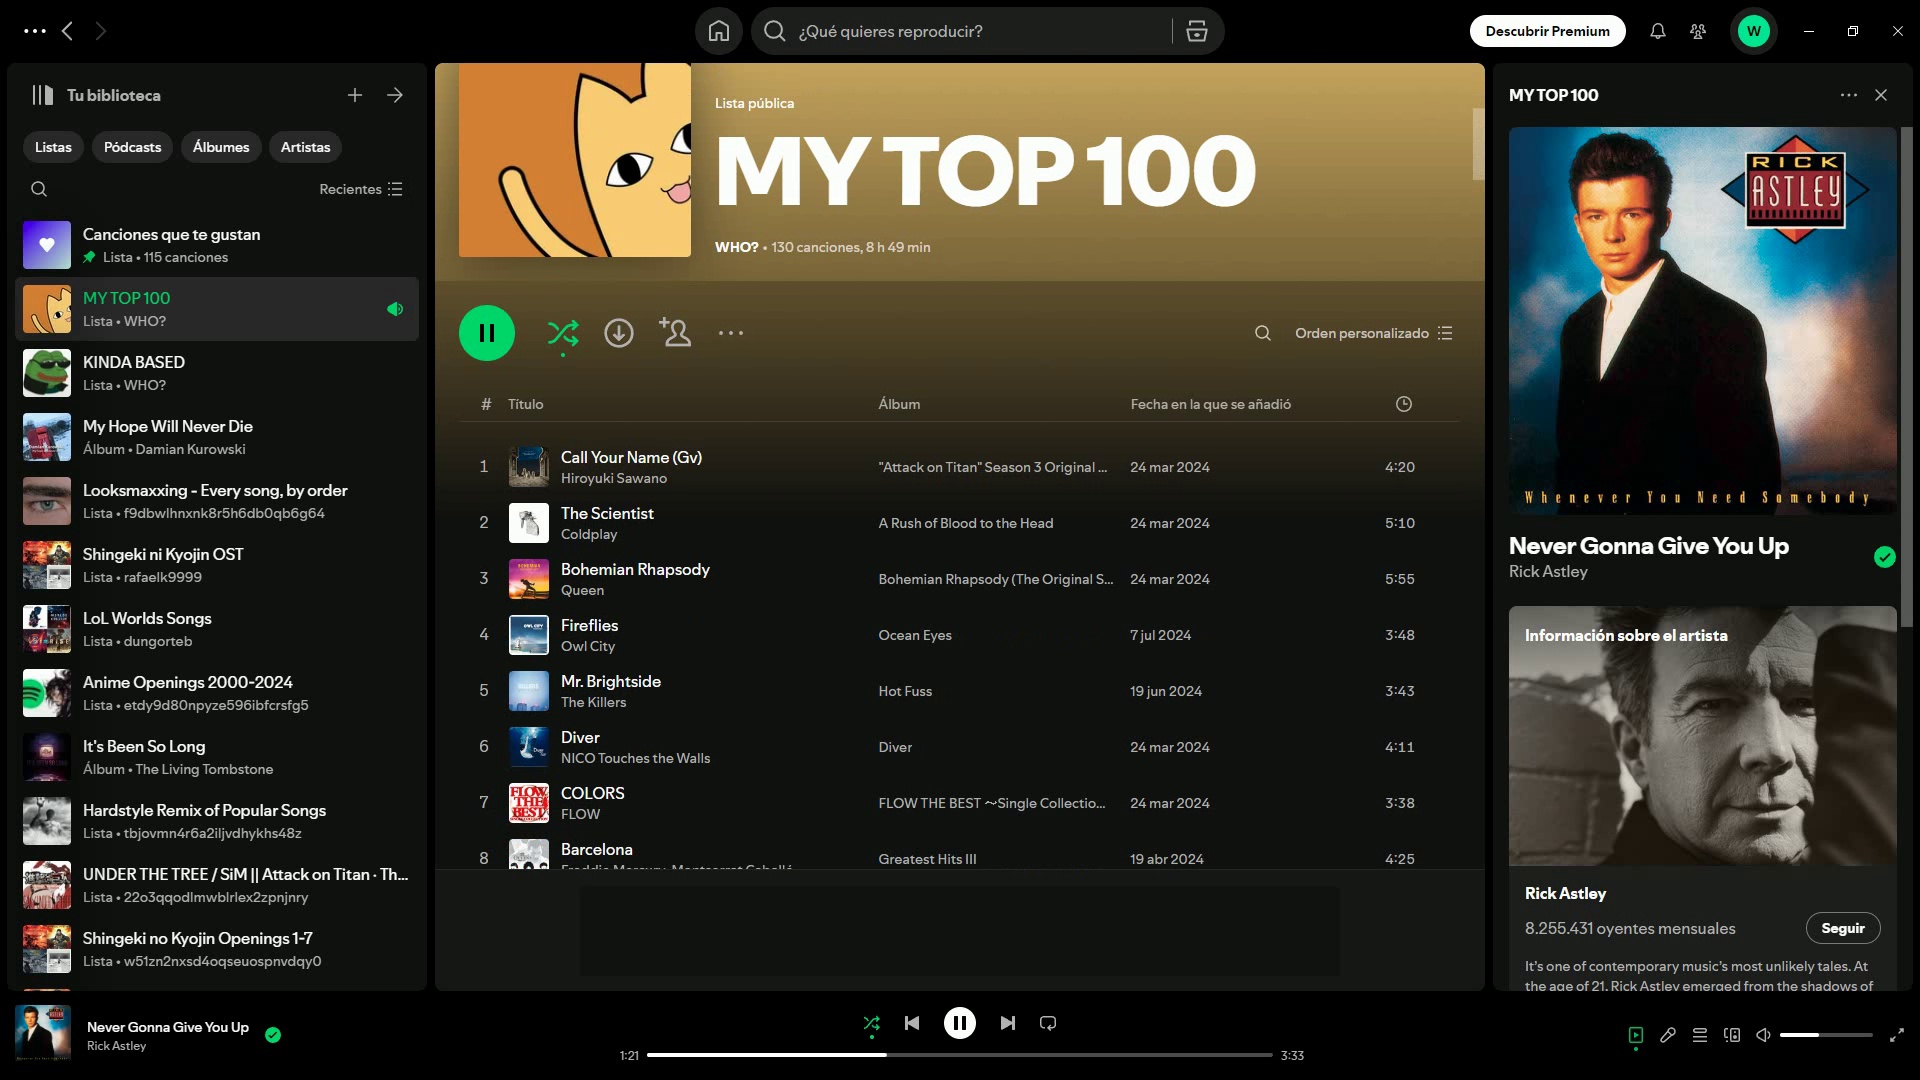 ¿Qué quieres reproducir?
Descubrir Premium
W
Tu biblioteca
Listas
Pódcasts
Álbumes
Artistas
Recientes
Canciones que te gustan
Lista • 115 canciones
MY TOP 100
Lista • WHO?
KINDA BASED
Lista • WHO?
My Hope Will Never Die
Álbum • Damian Kurowski
Looksmaxxing - Every song, by order
Lista • f9dbwlhnxnk8r5h6db0qb6g64
Shingeki ni Kyojin OST
Lista • rafaelk9999
LoL Worlds Songs
Lista • dungorteb
Anime Openings 2000-2024
Lista • etdy9d80npyze596ibfcrsfg5
It's Been So Long
Álbum • The Living Tombstone
Hardstyle Remix of Popular Songs
Lista • tbjovmn4r6a2iljvdhykhs48z
UNDER THE TREE / SiM || Attack on Titan · Th...
Lista • 22o3qqodlmwblrlex2zpnjnry
Shingeki no Kyojin Openings 1-7
Lista • w51zn2nxsd4oqseuospnvdqy0
Lista pública
MY TOP 100
WHO? • 130 canciones, 8 h 49 min
Orden personalizado
# Título Álbum Fecha en la que se añadió
1 Call Your Name (Gv) "Attack on Titan" Season 3 Original ... 24 mar 2024 4:20
Hiroyuki Sawano
2 The Scientist A Rush of Blood to the Head 24 mar 2024 5:10
Coldplay
3 Bohemian Rhapsody Bohemian Rhapsody (The Original S... 24 mar 2024 5:55
Queen
4 Fireflies Ocean Eyes 7 jul 2024 3:48
Owl City
5 Mr. Brightside Hot Fuss 19 jun 2024 3:43
The Killers
6 Diver Diver 24 mar 2024 4:11
NICO Touches the Walls
7 COLORS FLOW THE BEST ～Single Collectio... 24 mar 2024 3:38
FLOW
8 Barcelona Greatest Hits III 19 abr 2024 4:25
Freddie Mercury, Montserrat Caballé
MY TOP 100
RICK
ASTLEY
Whenever You Need Somebody
Never Gonna Give You Up
Rick Astley
Información sobre el artista
Rick Astley
8.255.431 oyentes mensuales
Seguir
It's one of contemporary music's most unlikely tales. At
the age of 21, Rick Astley emerged from the shadows of
Never Gonna Give You Up
Rick Astley
1:21
3:33